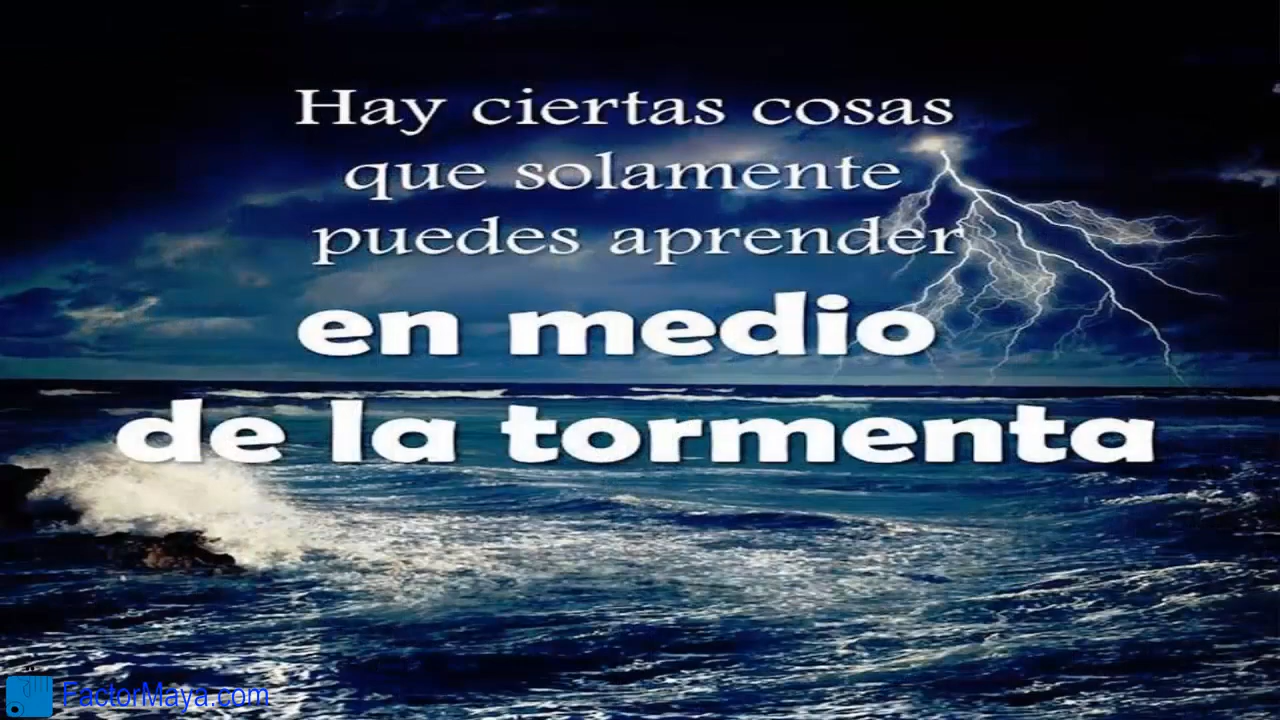 Hay ciertas cosas
que solamente
puedes aprender
en medio
de la tormenta
FactorMaya.com